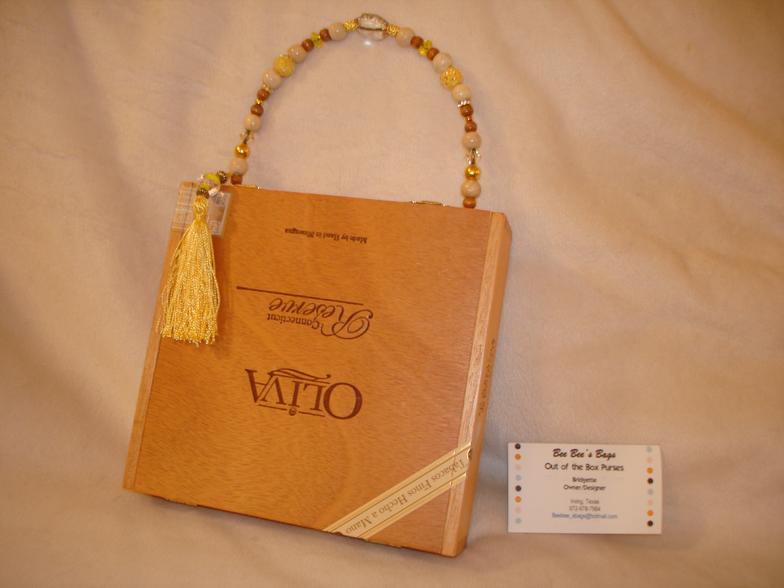 Made by Hand in Nicaragua
Connecticut
Reserve
OLIVA
Tabacos Finos Hecho a Mano
Bee Bee's Bags
Out of the Box Purses
Bridgette
Owner/Designer
Irving, Texas